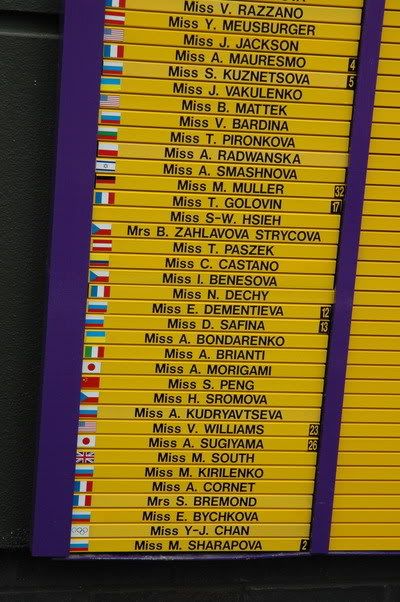 Miss V. RAZZANO
Miss Y. MEUSBURGER
Miss J. JACKSON
Miss A. MAURESMO 4
Miss S. KUZNETSOVA 5
Miss J. VAKULENKO
Miss B. MATTEK
Miss V. BARDINA
Miss T. PIRONKOVA
Miss A. RADWANSKA
Miss A. SMASHNOVA
Miss M. MULLER 32
Miss T. GOLOVIN 17
Miss S-W. HSIEH
Mrs B. ZAHLAVOVA STRYCOVA
Miss T. PASZEK
Miss C. CASTANO
Miss I. BENESOVA
Miss N. DECHY
Miss E. DEMENTIEVA 12
Miss D. SAFINA 13
Miss A. BONDARENKO
Miss A. BRIANTI
Miss A. MORIGAMI
Miss S. PENG
Miss H. SROMOVA
Miss A. KUDRYAVTSEVA
Miss V. WILLIAMS 23
Miss A. SUGIYAMA 26
Miss M. SOUTH
Miss M. KIRILENKO
Miss A. CORNET
Mrs S. BREMOND
Miss E. BYCHKOVA
Miss Y-J. CHAN
Miss M. SHARAPOVA 2